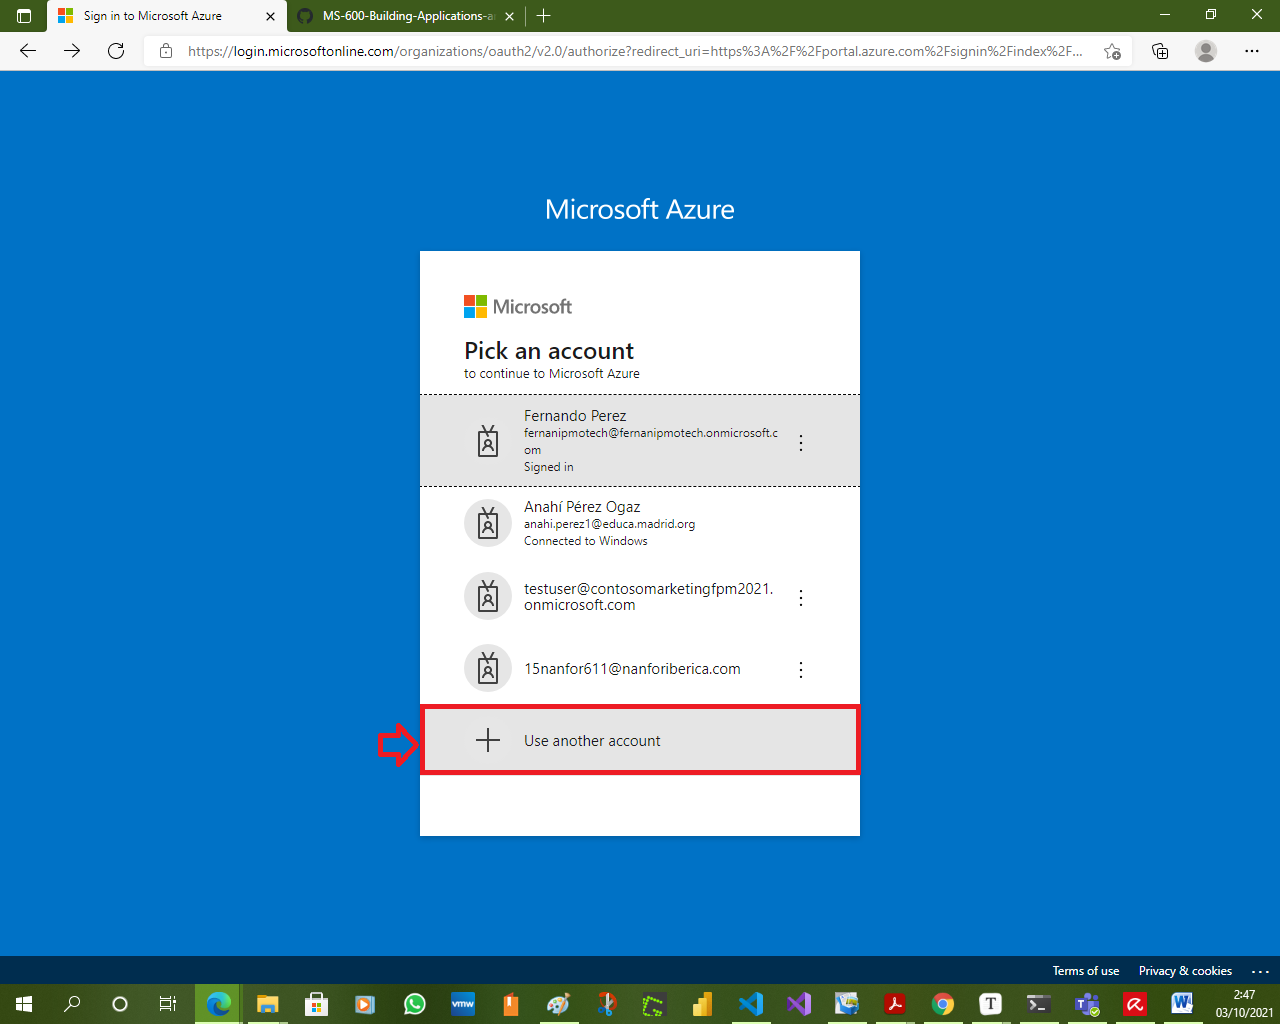 Sign in to Microsoft Azure
MS-600-Building-Applications-a
https://login.microsoftonline.com/organizations/oauth2/v2.0/authorize?redirect_uri=https%3A%2F%2Fportal.azure.com%2Fsignin%2Findex%2F...
Microsoft Azure
Microsoft
Pick an account
to continue to Microsoft Azure
Fernando Perez
fernanipmotech@fernanipmotech.onmicrosoft.c
om
Signed in
Anahí Pérez Ogaz
anahi.perez1@educa.madrid.org
Connected to Windows
testuser@contosomarketingfpm2021.
onmicrosoft.com
15nanfor611@nanforiberica.com
Use another account
Terms of use Privacy & cookies ...
vmw
T
W
2:47
03/10/2021